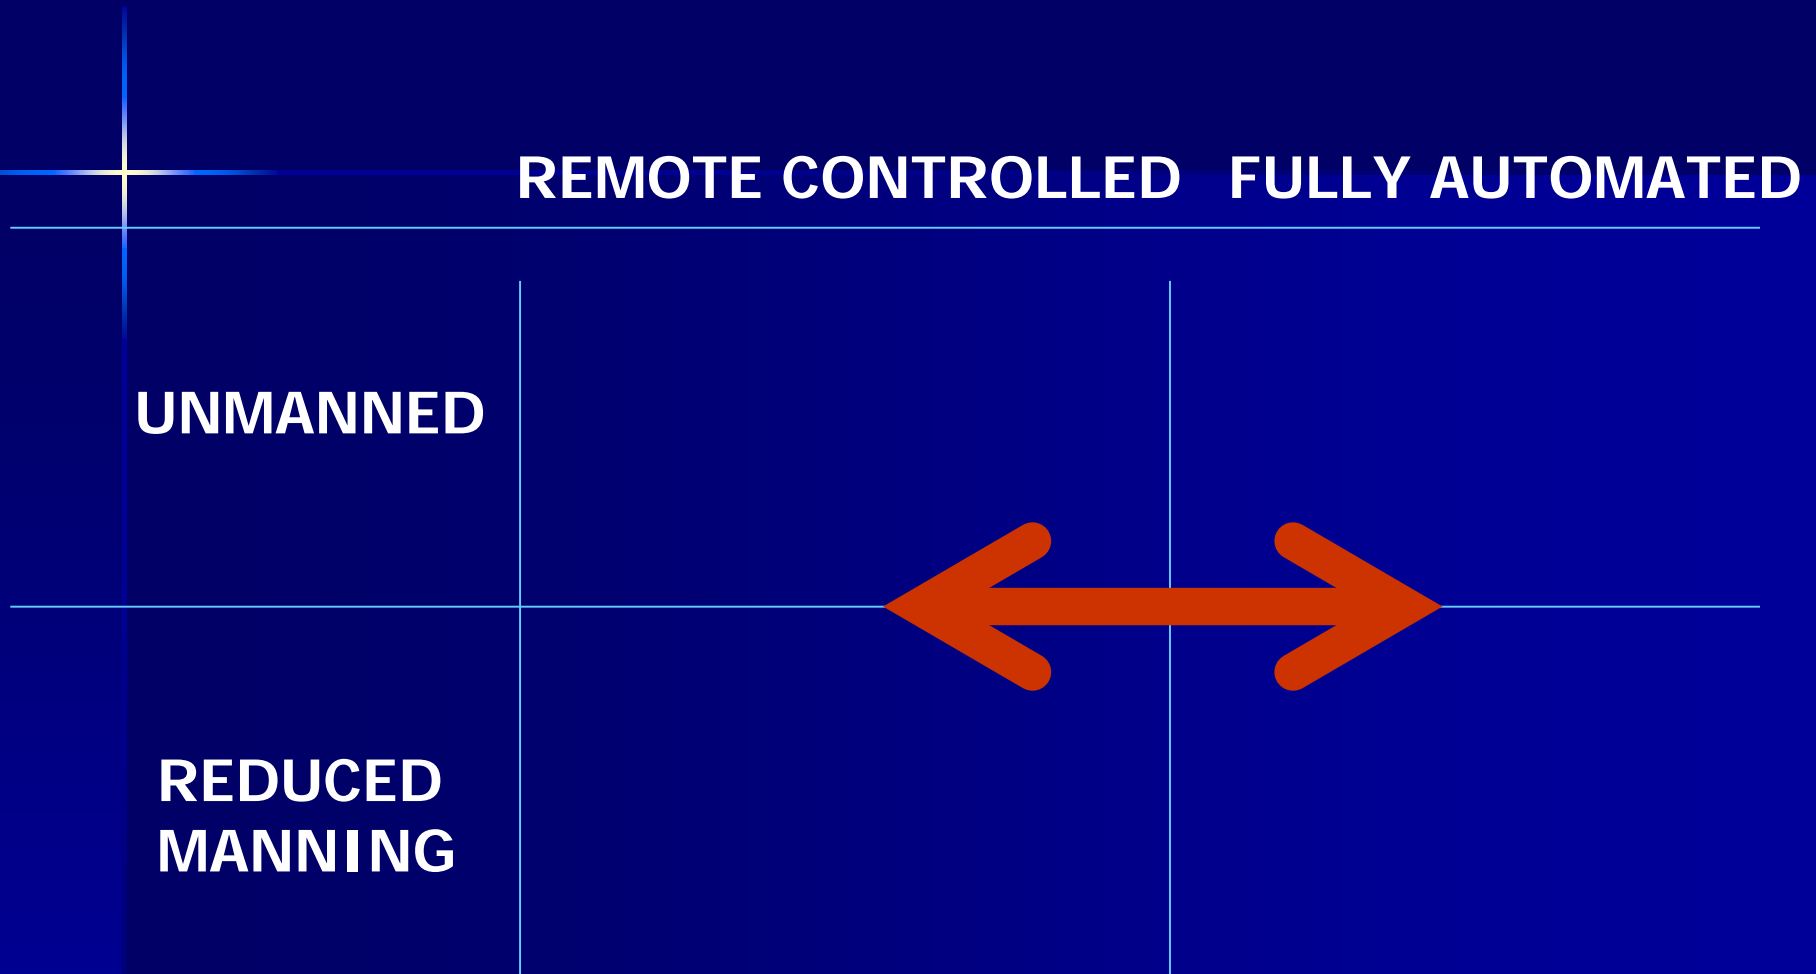 REMOTE CONTROLLED FULLY AUTOMATED
UNMANNED
REDUCED
MANNING